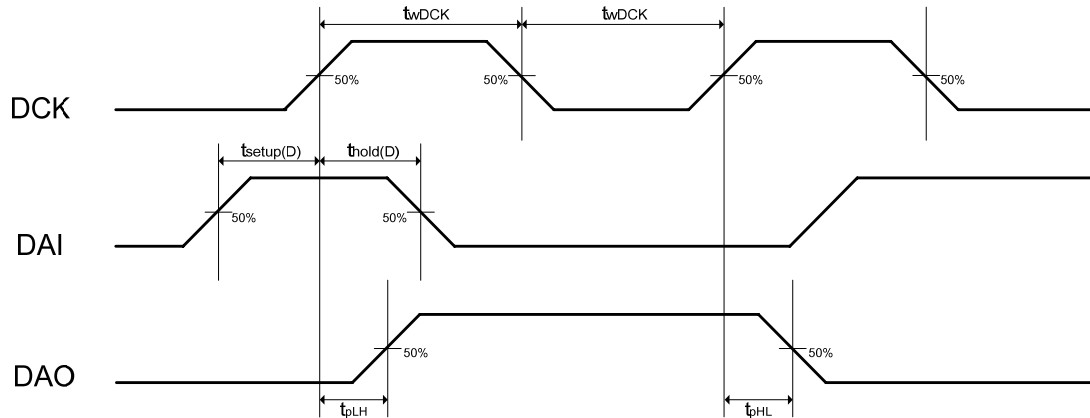 twDCK twDCK
50% 50% 50% 50%
DCK
tsetup(D) thold(D)
50% 50%
DAI
50% 50%
DAO
tpLH tpHL